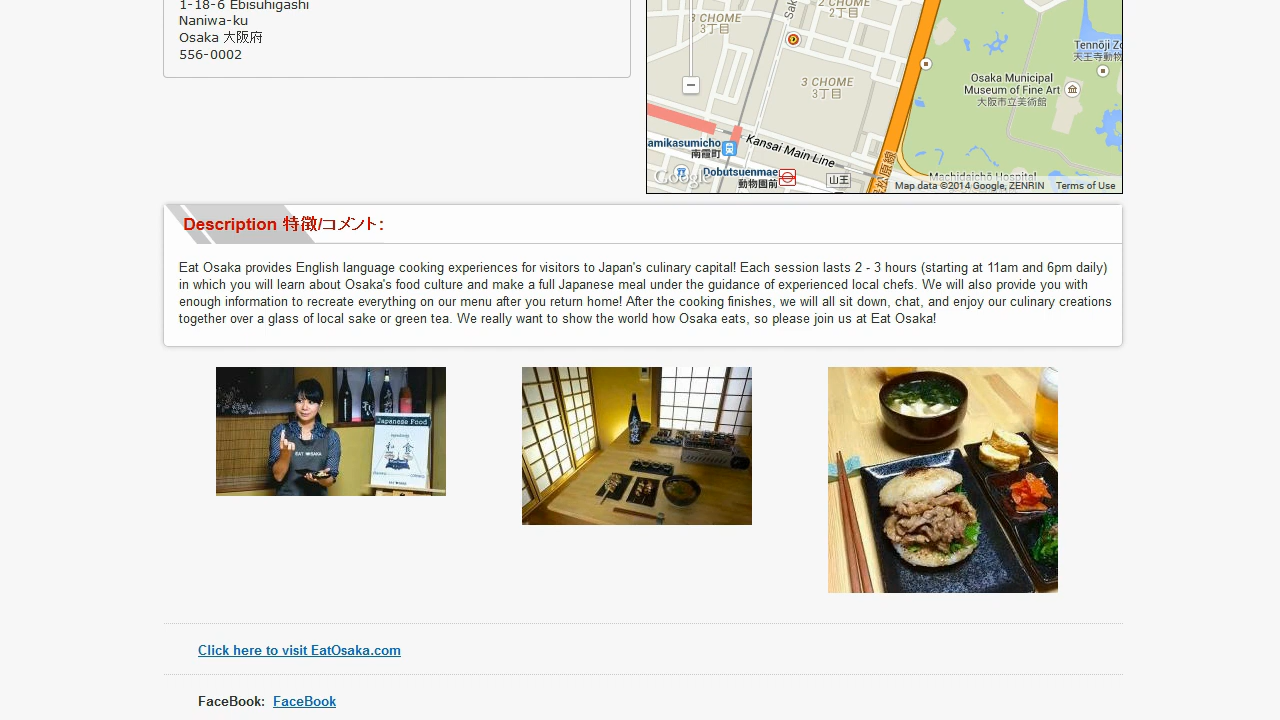 1-18-6 Ebisuhigashi
Naniwa-ku
Osaka 大阪府
556-0002
3 CHOME
3丁目
2 CHOME
2丁目
Sak
3 CHOME
3丁目
Tennōji Zo
天王寺動物
Osaka Municipal
Museum of Fine Art
大阪市立美術館
amikasumicho
南霞町
Kansai Main Line
Dobutsuenmae
動物園前
山王
Machidaichō Hospital
Google
Map data ©2014 Google, ZENRIN
Terms of Use
Description 特徴/コメント:
Eat Osaka provides English language cooking experiences for visitors to Japan's culinary capital! Each session lasts 2 - 3 hours (starting at 11am and 6pm daily)
in which you will learn about Osaka's food culture and make a full Japanese meal under the guidance of experienced local chefs. We will also provide you with
enough information to recreate everything on our menu after you return home! After the cooking finishes, we will all sit down, chat, and enjoy our culinary creations
together over a glass of local sake or green tea. We really want to show the world how Osaka eats, so please join us at Eat Osaka!
Japanese Food
和食
EAT OSAKA
Click here to visit EatOsaka.com
FaceBook: FaceBook